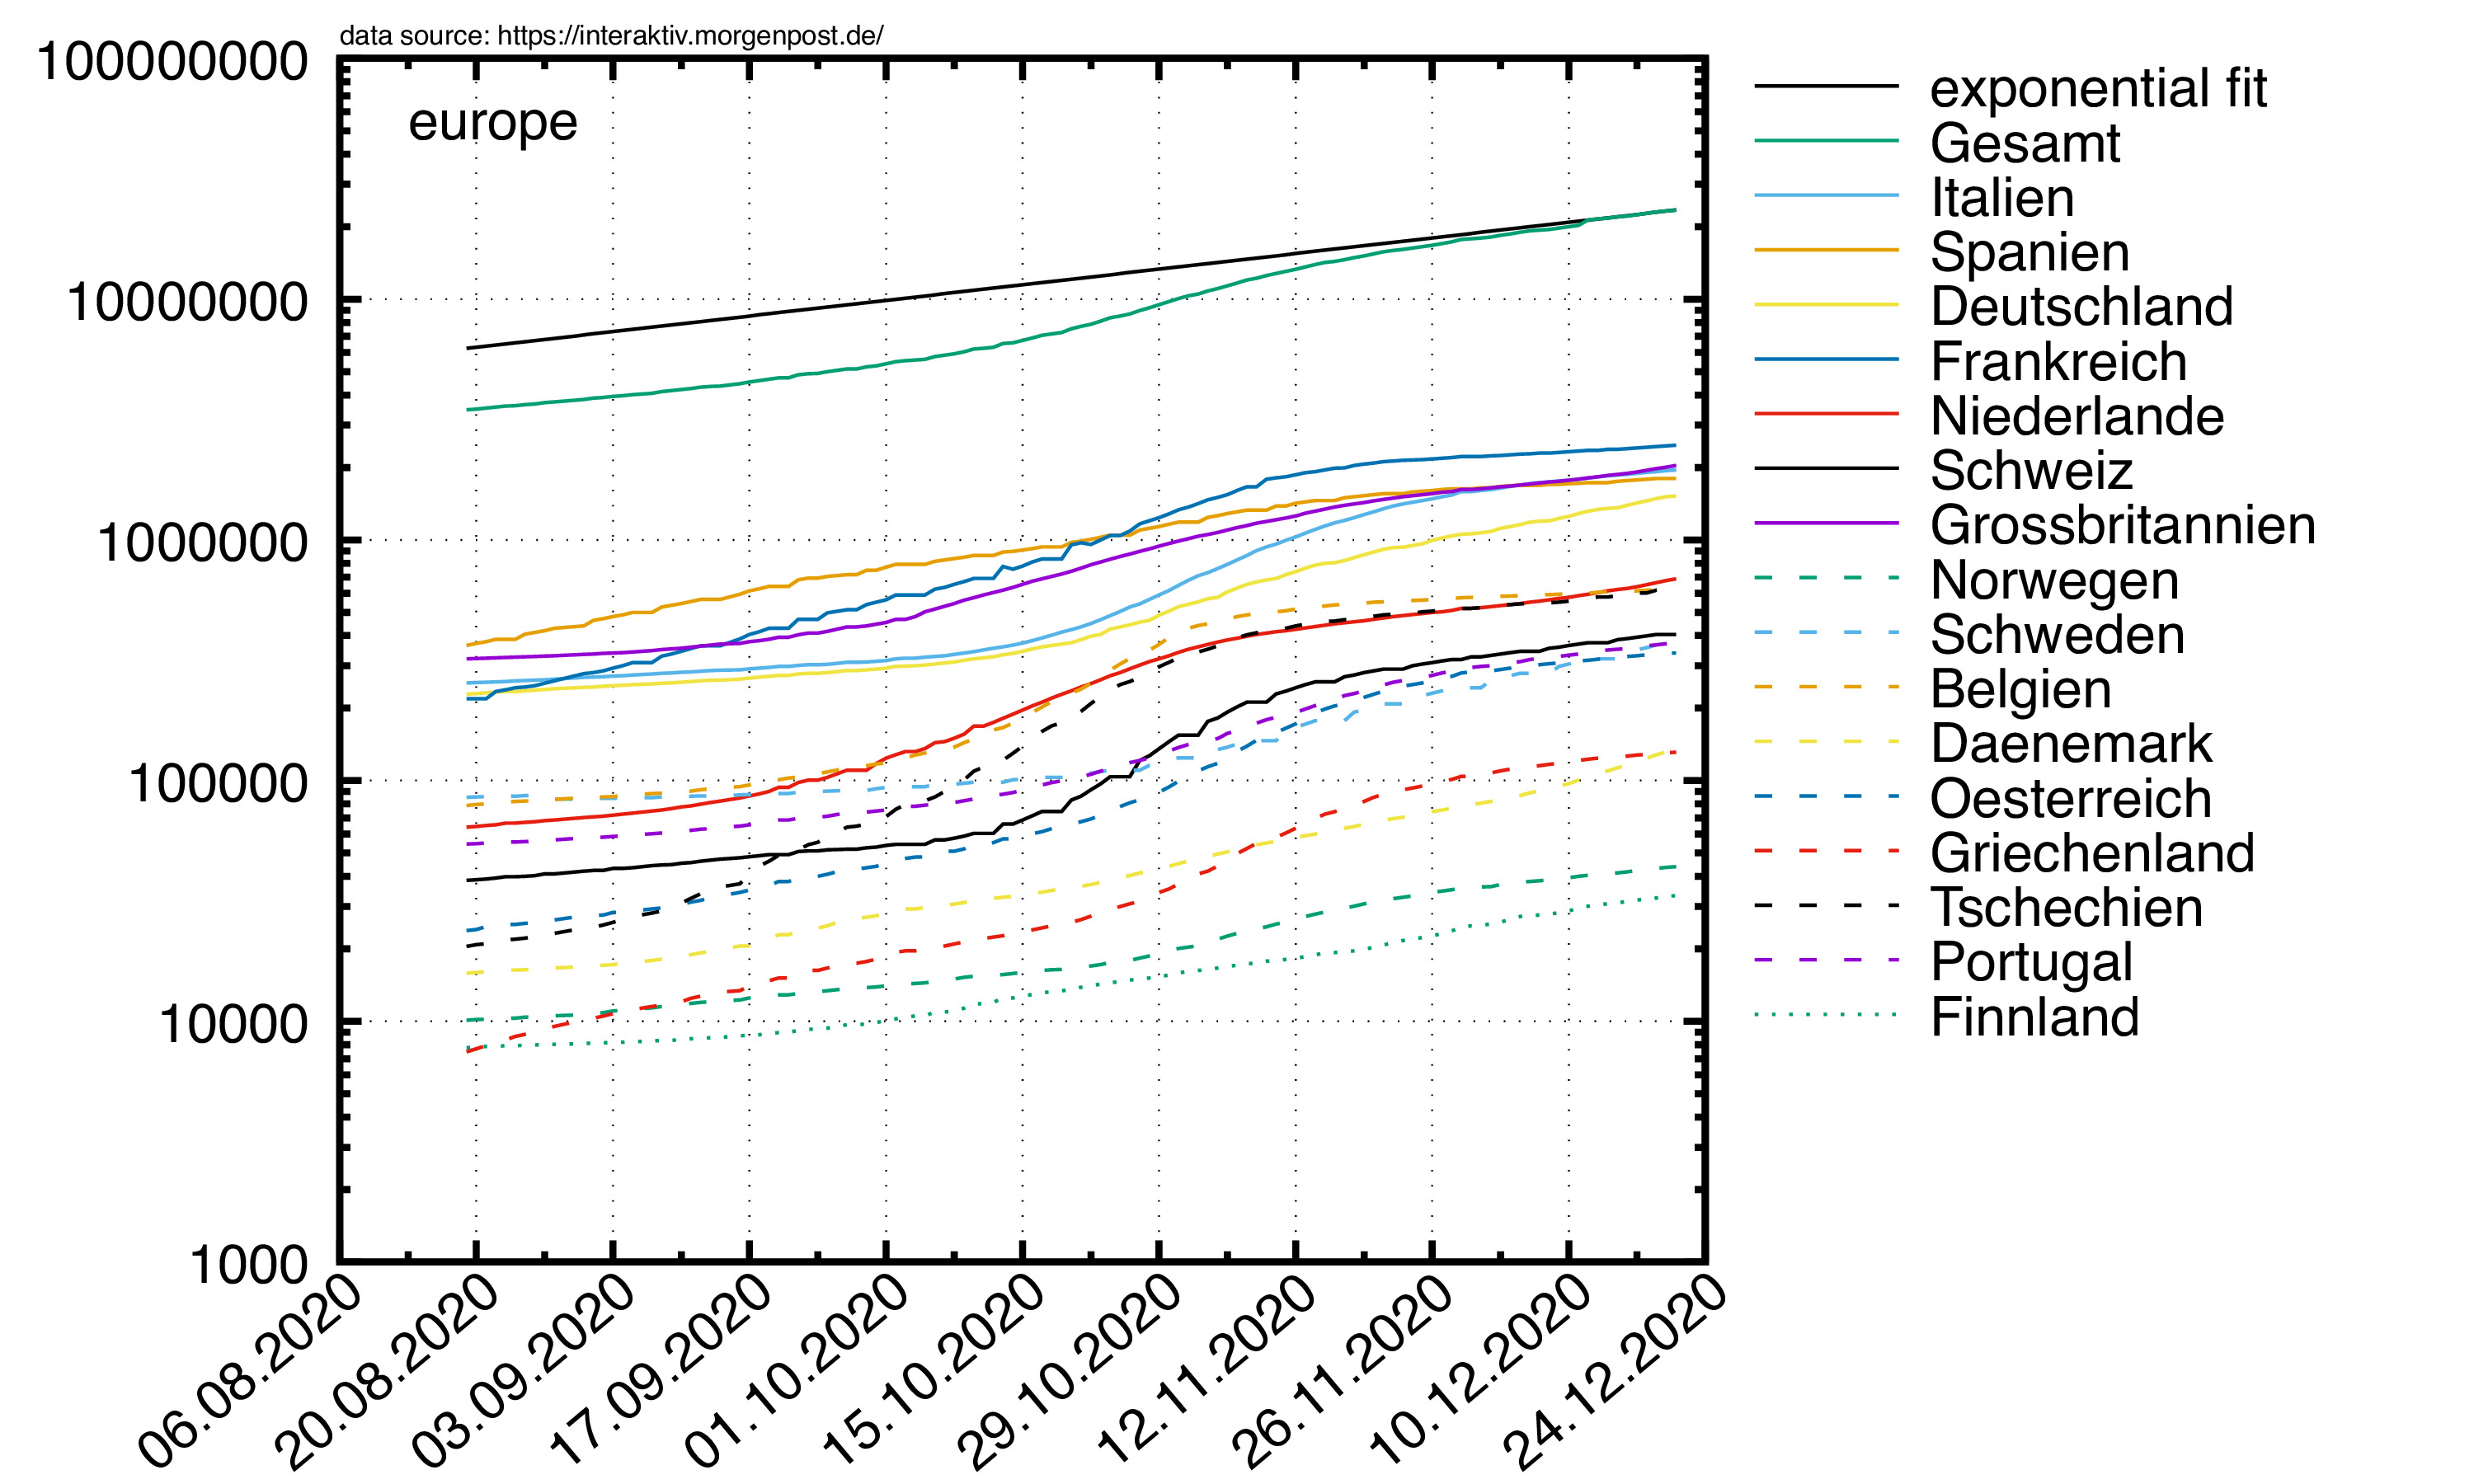 data source: https://interaktiv.morgenpost.de/
europe
100000000
10000000
1000000
100000
10000
1000
06.08.2020
20.08.2020
03.09.2020
17.09.2020
01.10.2020
15.10.2020
29.10.2020
12.11.2020
26.11.2020
10.12.2020
24.12.2020
exponential fit
Gesamt
Italien
Spanien
Deutschland
Frankreich
Niederlande
Schweiz
Grossbritannien
Norwegen
Schweden
Belgien
Daenemark
Oesterreich
Griechenland
Tschechien
Portugal
Finnland